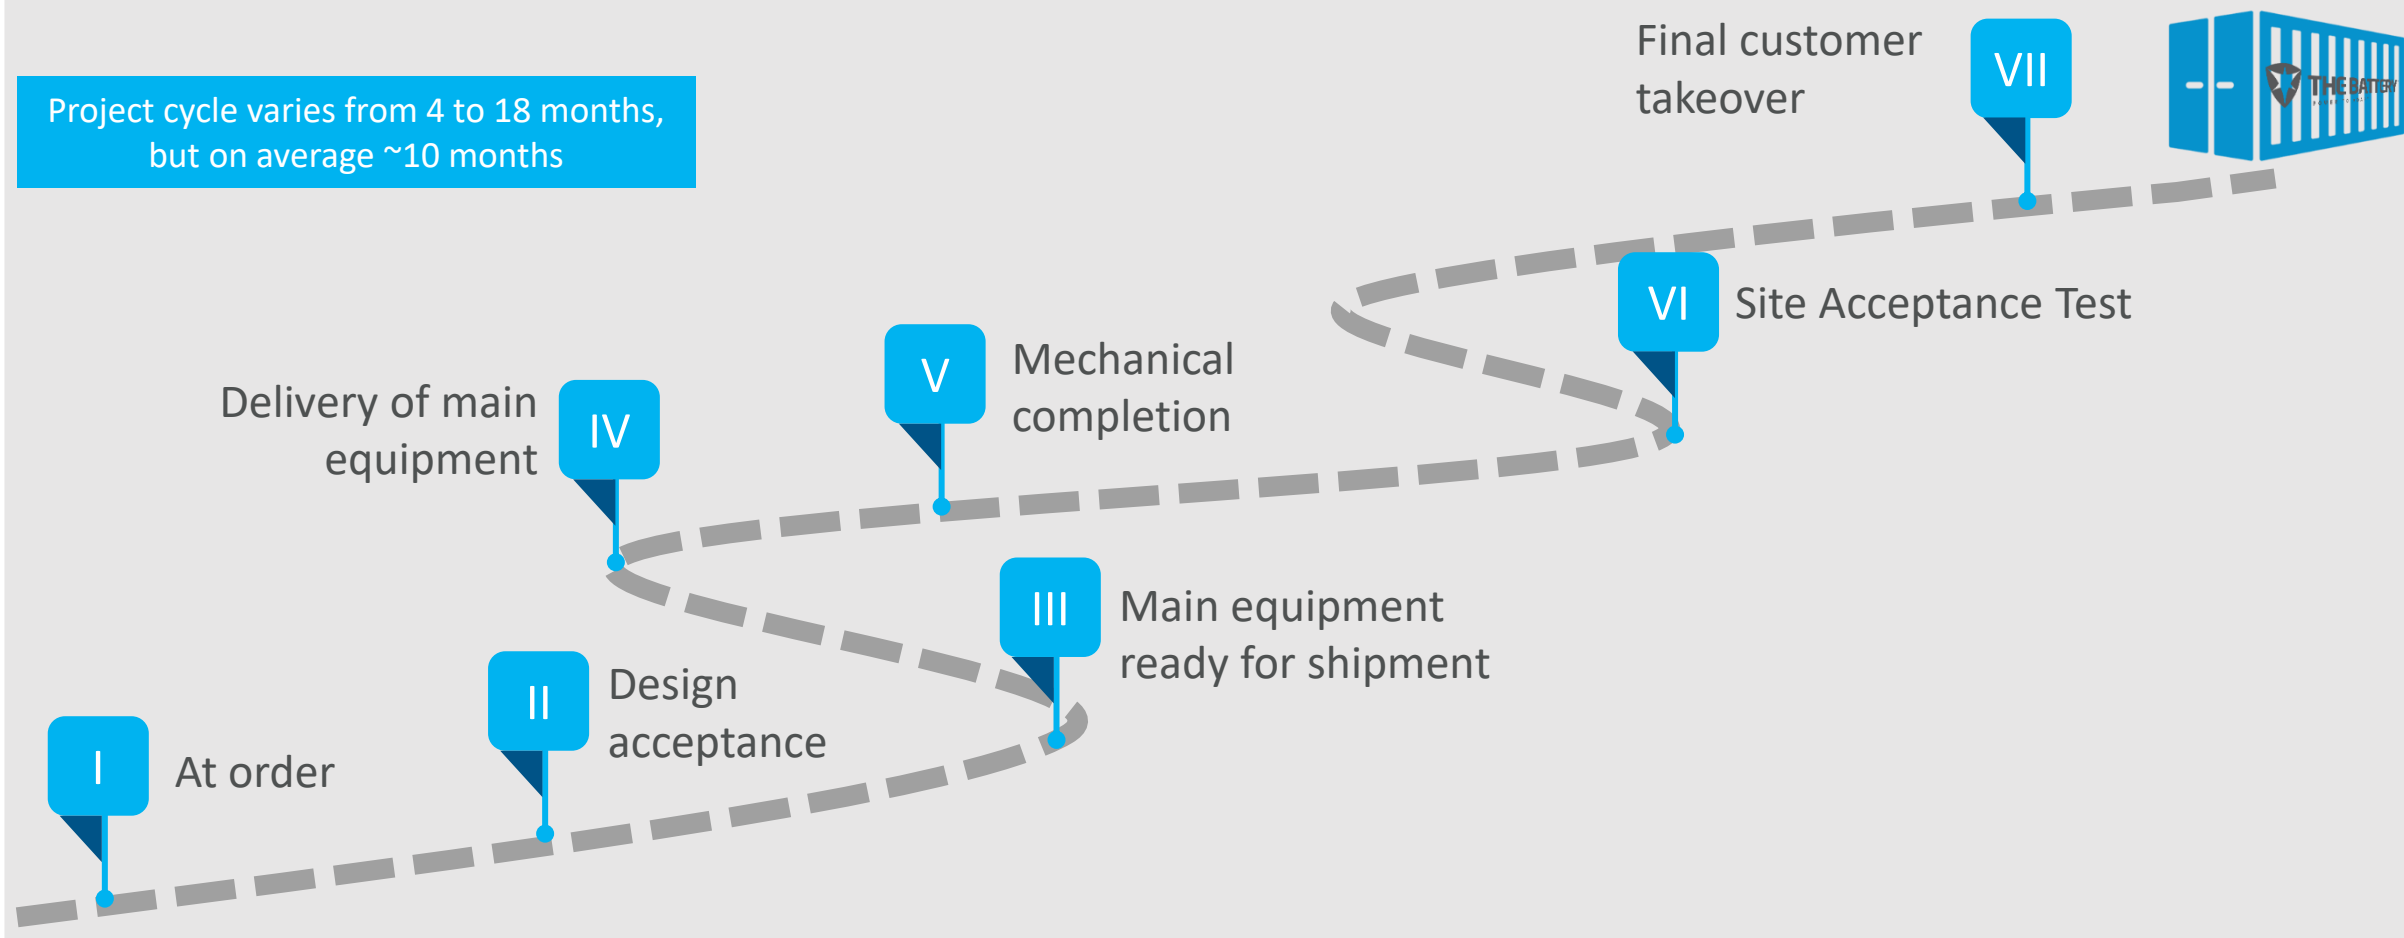 Project cycle varies from 4 to 18 months,
but on average ~10 months
I
At order
II
Design
acceptance
III
Main equipment
ready for shipment
IV
Delivery of main
equipment
V
Mechanical
completion
VI
Site Acceptance Test
VII
Final customer
takeover
THE BATTERY